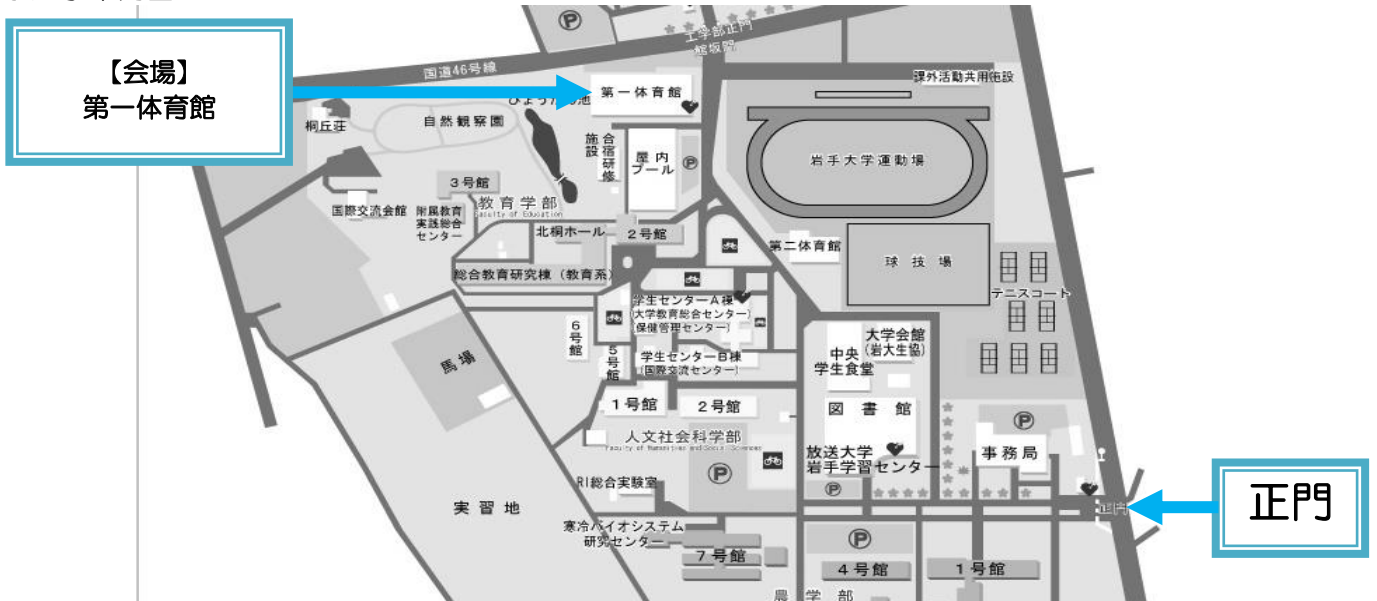 【会場】
第一体育館
国道46号線
工学部正門
館坂門
課外活動共用施設
第一体育館
ひょうたん池
桐丘荘
自然観察園
合宿研修
施設
屋内
プール
岩手大学運動場
3号館
教育学部
Faculty of Education
国際交流会館
附属教育
実践総合
センター
北桐ホール
2号館
第二体育館
球技場
総合教育研究棟（教育系）
テニスコート
学生センターA棟
(大学教育総合センター)
(保健管理センター)
6号館
5号館
学生センターB棟
(国際交流センター)
大学会館
(岩大生協)
中央
学生食堂
馬場
1号館
2号館
図書館
人文社会科学部
Faculty of Humanities and Social Sciences
放送大学
岩手学習センター
事務局
RI総合実験室
実習地
正門
正門
寒冷バイオシステム
研究センター
7号館
4号館
1号館
農学部
P
P
P
P
P
P